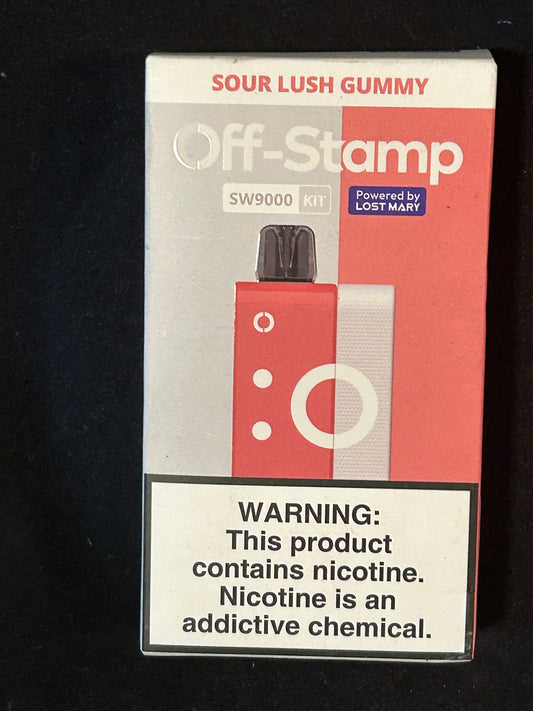 SOUR LUSH GUMMY
Off-Stamp
SW9000 KIT
Powered by
LOST MARY
WARNING:
This product
contains nicotine.
Nicotine is an
addictive chemical.